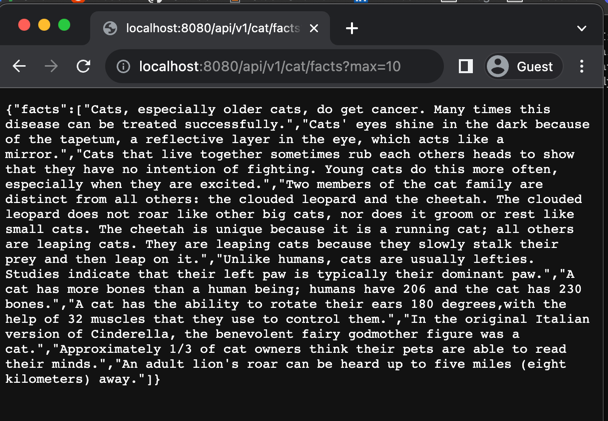 localhost:8080/api/v1/cat/facts
localhost:8080/api/v1/cat/facts?max=10
Guest
{"facts":["Cats, especially older cats, do get cancer. Many times this
disease can be treated successfully.","Cats' eyes shine in the dark because
of the tapetum, a reflective layer in the eye, which acts like a
mirror.","Cats that live together sometimes rub each others heads to show
that they have no intention of fighting. Young cats do this more often,
especially when they are excited.","Two members of the cat family are
distinct from all others: the clouded leopard and the cheetah. The clouded
leopard does not roar like other big cats, nor does it groom or rest like
small cats. The cheetah is unique because it is a running cat; all others
are leaping cats. They are leaping cats because they slowly stalk their
prey and then leap on it.","Unlike humans, cats are usually lefties.
Studies indicate that their left paw is typically their dominant paw.","A
cat has more bones than a human being; humans have 206 and the cat has 230
bones.","A cat has the ability to rotate their ears 180 degrees,with the
help of 32 muscles that they use to control them.","In the original Italian
version of Cinderella, the benevolent fairy godmother figure was a
cat.","Approximately 1/3 of cat owners think their pets are able to read
their minds.","An adult lion's roar can be heard up to five miles (eight
kilometers) away."]}